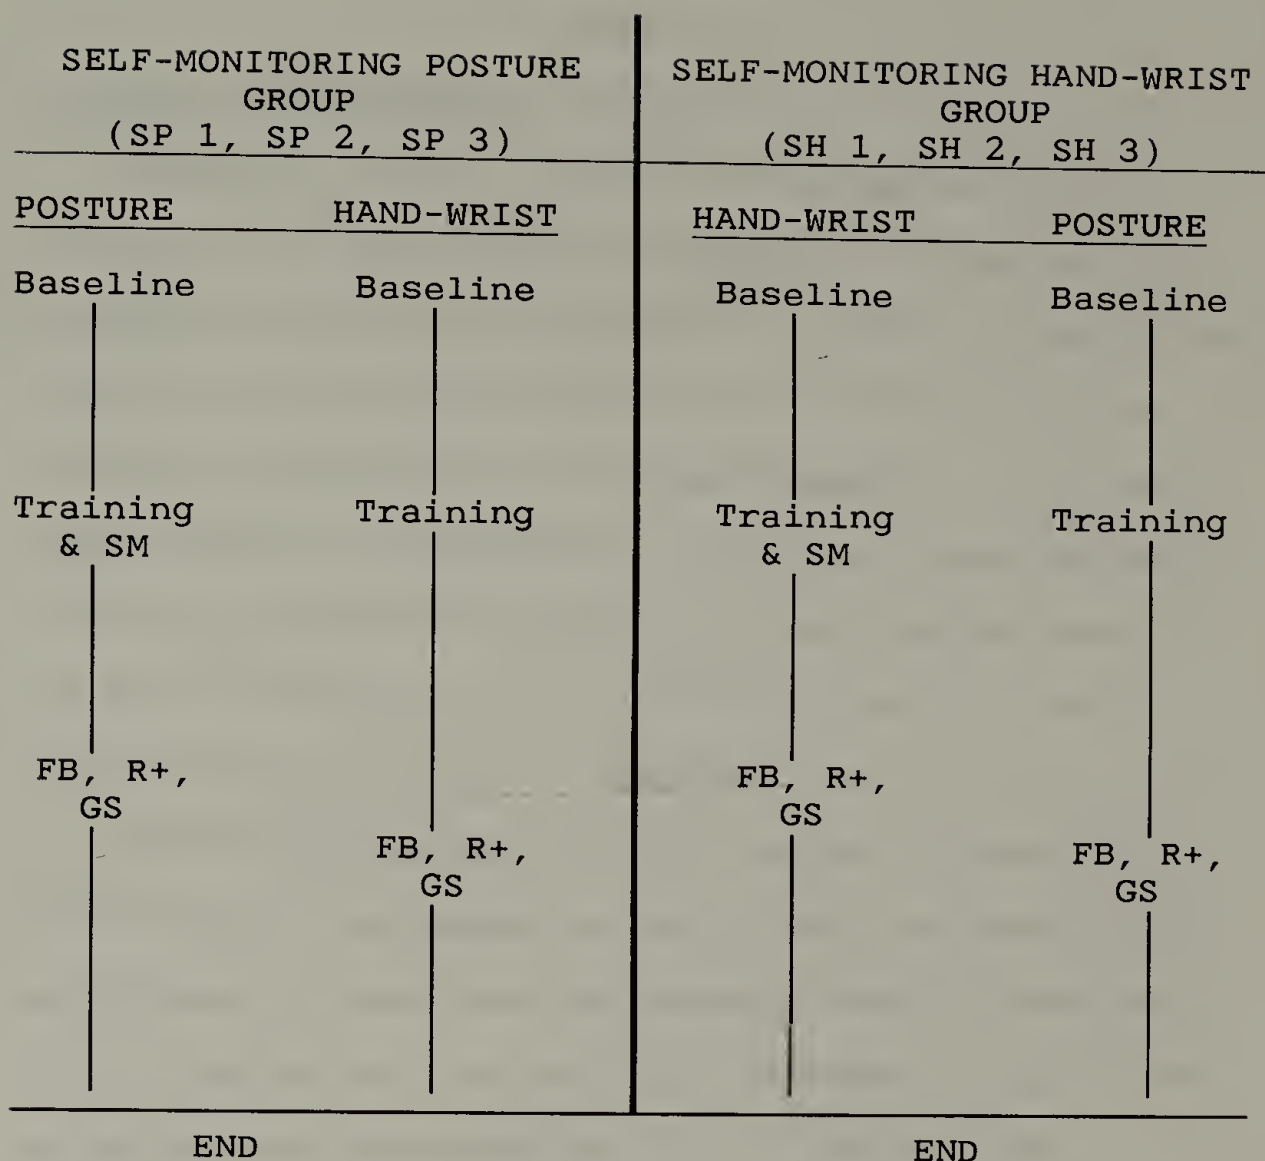 SELF-MONITORING POSTURE
GROUP
(SP 1, SP 2, SP 3)
POSTURE HAND-WRIST
Baseline Baseline
Training Training
& SM
FB, R+,
GS
FB, R+,
GS
END
SELF-MONITORING HAND-WRIST
GROUP
(SH 1, SH 2, SH 3)
HAND-WRIST POSTURE
Baseline Baseline
Training Training
& SM
FB, R+,
GS
FB, R+,
GS
END